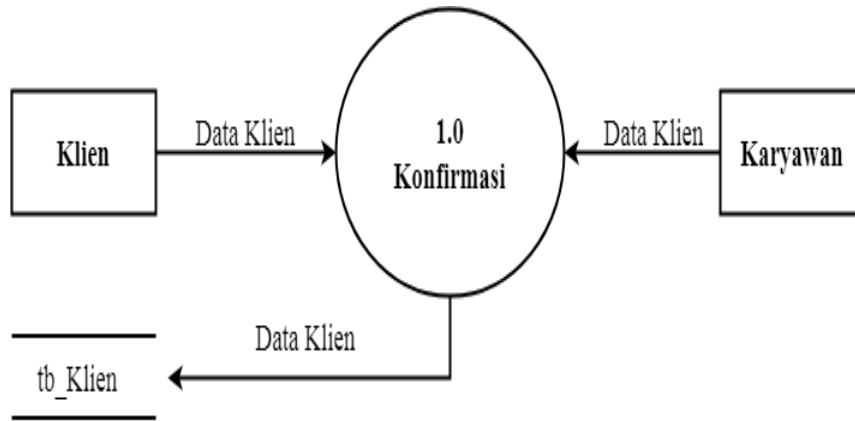 Klien
Data Klien
1.0
Konfirmasi
Data Klien
Karyawan
Data Klien
tb_Klien